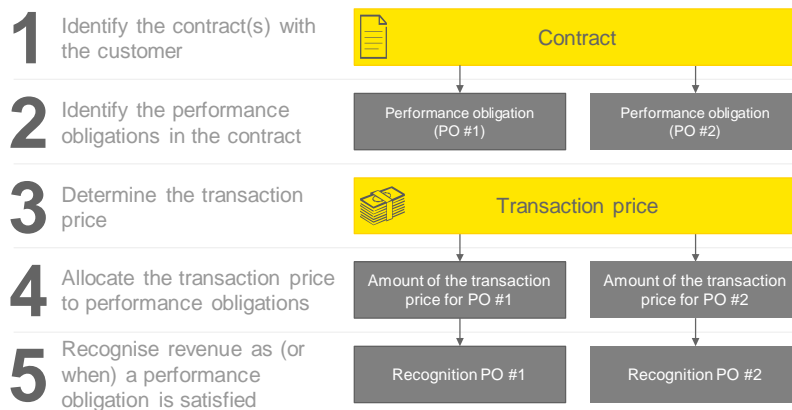 1
Identify the contract(s) with
the customer
Contract
2
Identify the performance
obligations in the contract
Performance obligation
(PO #1)
Performance obligation
(PO #2)
3
Determine the transaction
price
Transaction price
4
Allocate the transaction price
to performance obligations
Amount of the transaction
price for PO #1
Amount of the transaction
price for PO #2
5
Recognise revenue as (or
when) a performance
obligation is satisfied
Recognition PO #1
Recognition PO #2